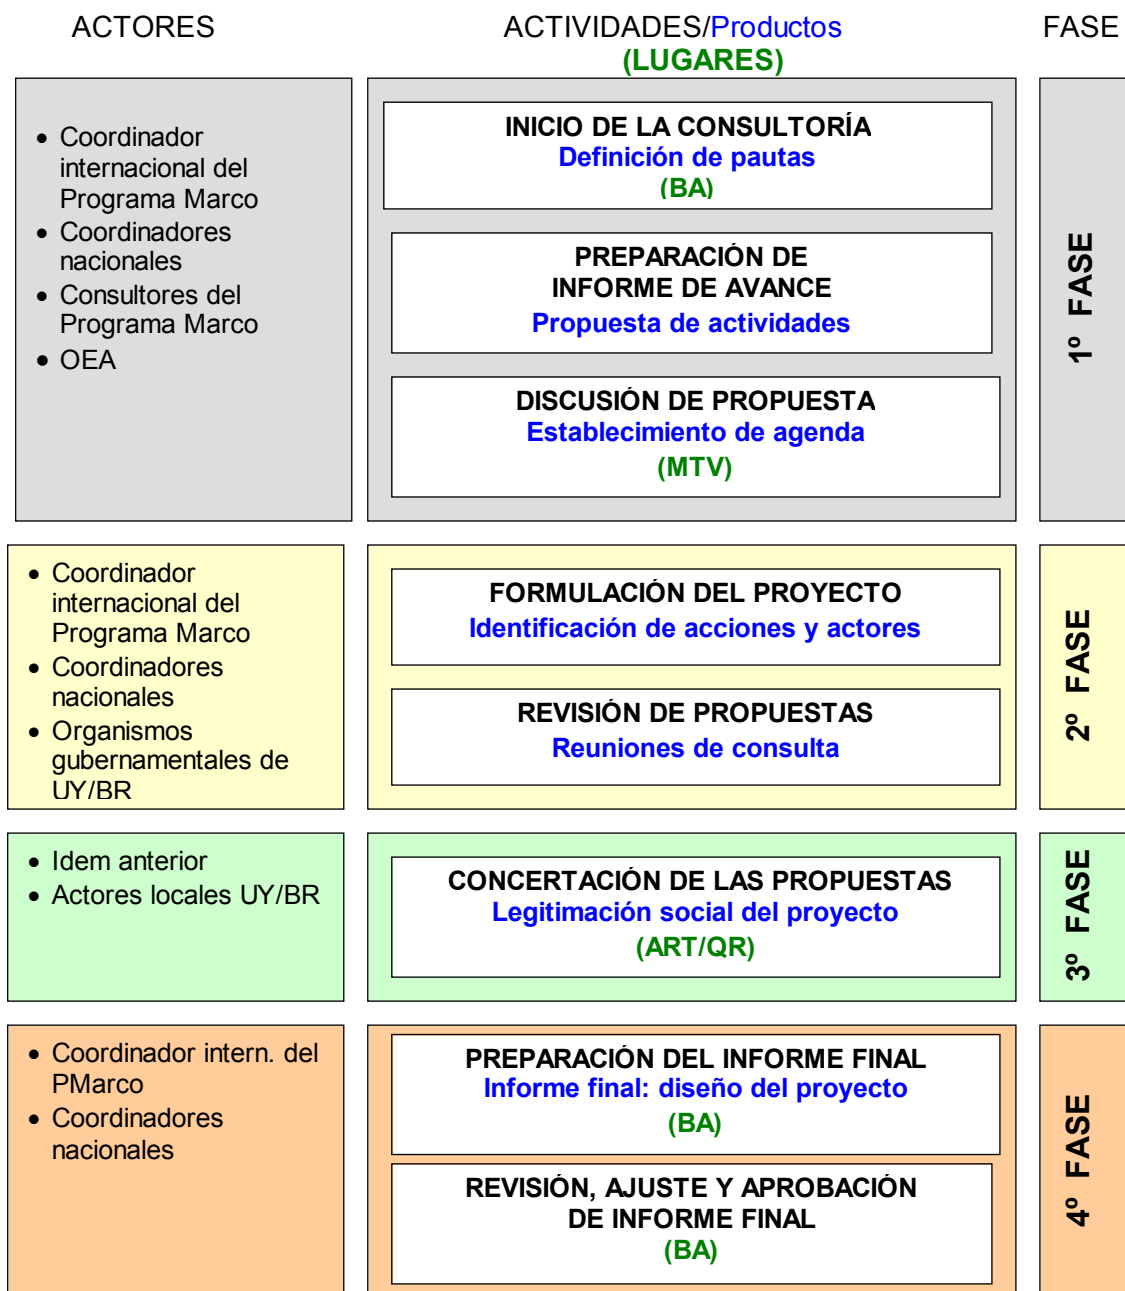 ACTORES
ACTIVIDADES/Productos
(LUGARES)
FASE
• Coordinador
internacional del
Programa Marco
• Coordinadores
nacionales
• Consultores del
Programa Marco
• OEA
INICIO DE LA CONSULTORÍA
Definición de pautas
(BA)
PREPARACIÓN DE
INFORME DE AVANCE
Propuesta de actividades
DISCUSIÓN DE PROPUESTA
Establecimiento de agenda
(MTV)
1º FASE
• Coordinador
internacional del
Programa Marco
• Coordinadores
nacionales
• Organismos
gubernamentales de
UY/BR
FORMULACIÓN DEL PROYECTO
Identificación de acciones y actores
REVISIÓN DE PROPUESTAS
Reuniones de consulta
2º FASE
• Idem anterior
• Actores locales UY/BR
CONCERTACIÓN DE LAS PROPUESTAS
Legitimación social del proyecto
(ART/QR)
3º FASE
• Coordinador intern. del
PMarco
• Coordinadores
nacionales
PREPARACIÓN DEL INFORME FINAL
Informe final: diseño del proyecto
(BA)
REVISIÓN, AJUSTE Y APROBACIÓN
DE INFORME FINAL
(BA)
4º FASE